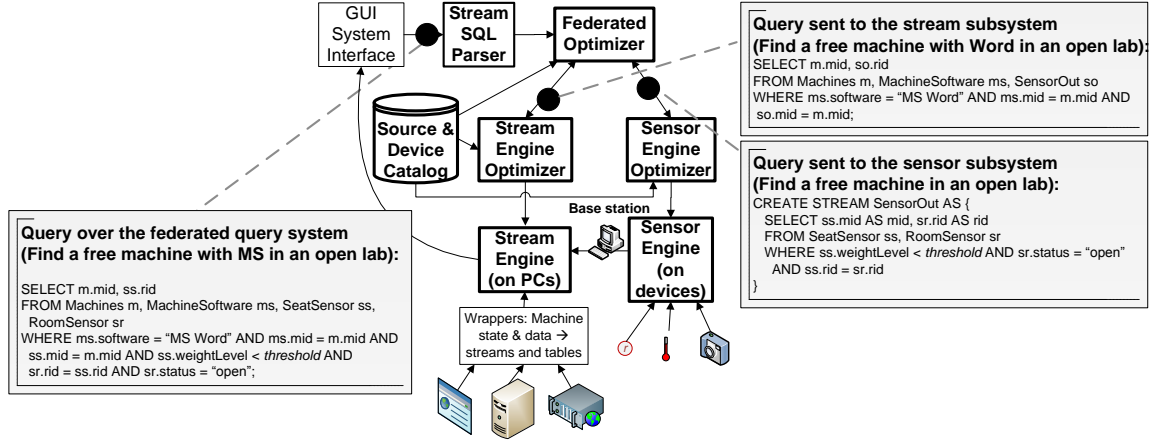 GUI
System
Interface
Stream
SQL
Parser
Federated
Optimizer
Source &
Device
Catalog
Stream
Engine
Optimizer
Sensor
Engine
Optimizer
Base station
Stream
Engine
(on PCs)
Sensor
Engine
(on
devices)
Wrappers: Machine
state & data →
streams and tables
r
Query sent to the stream subsystem
(Find a free machine with Word in an open lab):
SELECT m.mid, so.rid
FROM Machines m, MachineSoftware ms, SensorOut so
WHERE ms.software = “MS Word” AND ms.mid = m.mid AND
so.mid = m.mid;
Query sent to the sensor subsystem
(Find a free machine in an open lab):
CREATE STREAM SensorOut AS {
SELECT ss.mid AS mid, sr.rid AS rid
FROM SeatSensor ss, RoomSensor sr
WHERE ss.weightLevel < threshold AND sr.status = “open”
AND ss.rid = sr.rid
}
Query over the federated query system
(Find a free machine with MS in an open lab):
SELECT m.mid, ss.rid
FROM Machines m, MachineSoftware ms, SeatSensor ss,
RoomSensor sr
WHERE ms.software = “MS Word” AND ms.mid = m.mid AND
ss.mid = m.mid AND ss.weightLevel < threshold AND
sr.rid = ss.rid AND sr.status = “open”;